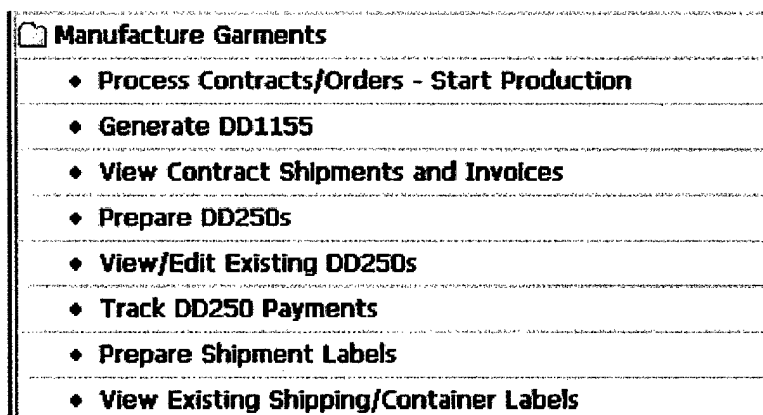 Manufacture Garments
Process Contracts/Orders - Start Production
Generate DD1155
View Contract Shipments and Invoices
Prepare DD250s
View/Edit Existing DD250s
Track DD250 Payments
Prepare Shipment Labels
View Existing Shipping/Container Labels